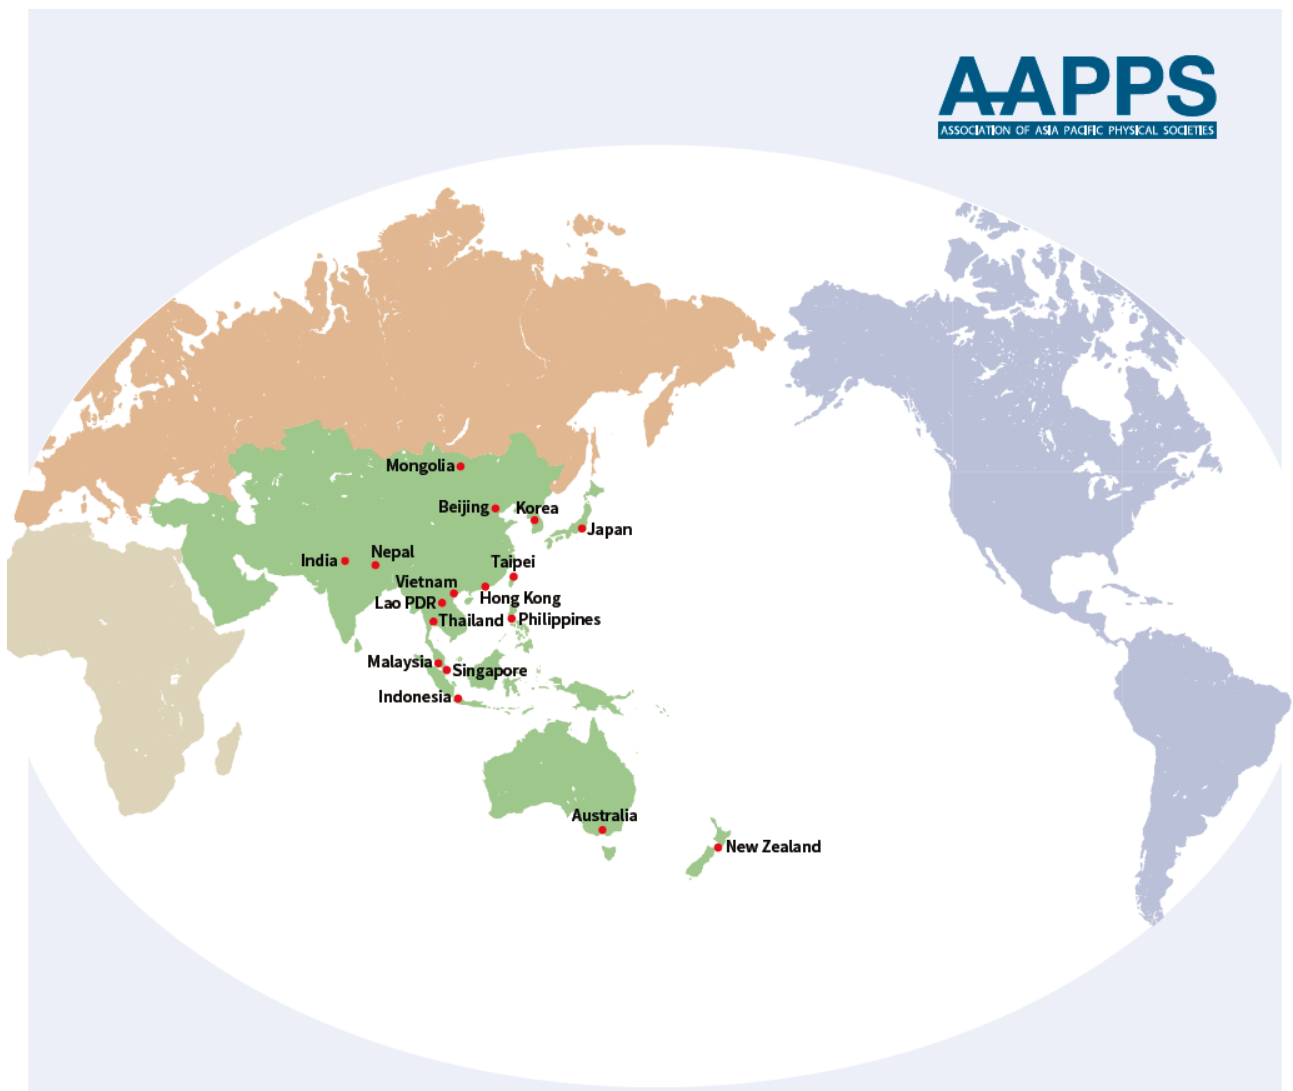 AAPPS
ASSOCIATION OF ASIA PACIFIC PHYSICAL SOCIETIES
Mongolia
Beijing
Korea
Japan
India
Nepal
Taipei
Vietnam
Hong Kong
Lao PDR
Thailand
Philippines
Malaysia
Singapore
Indonesia
Australia
New Zealand